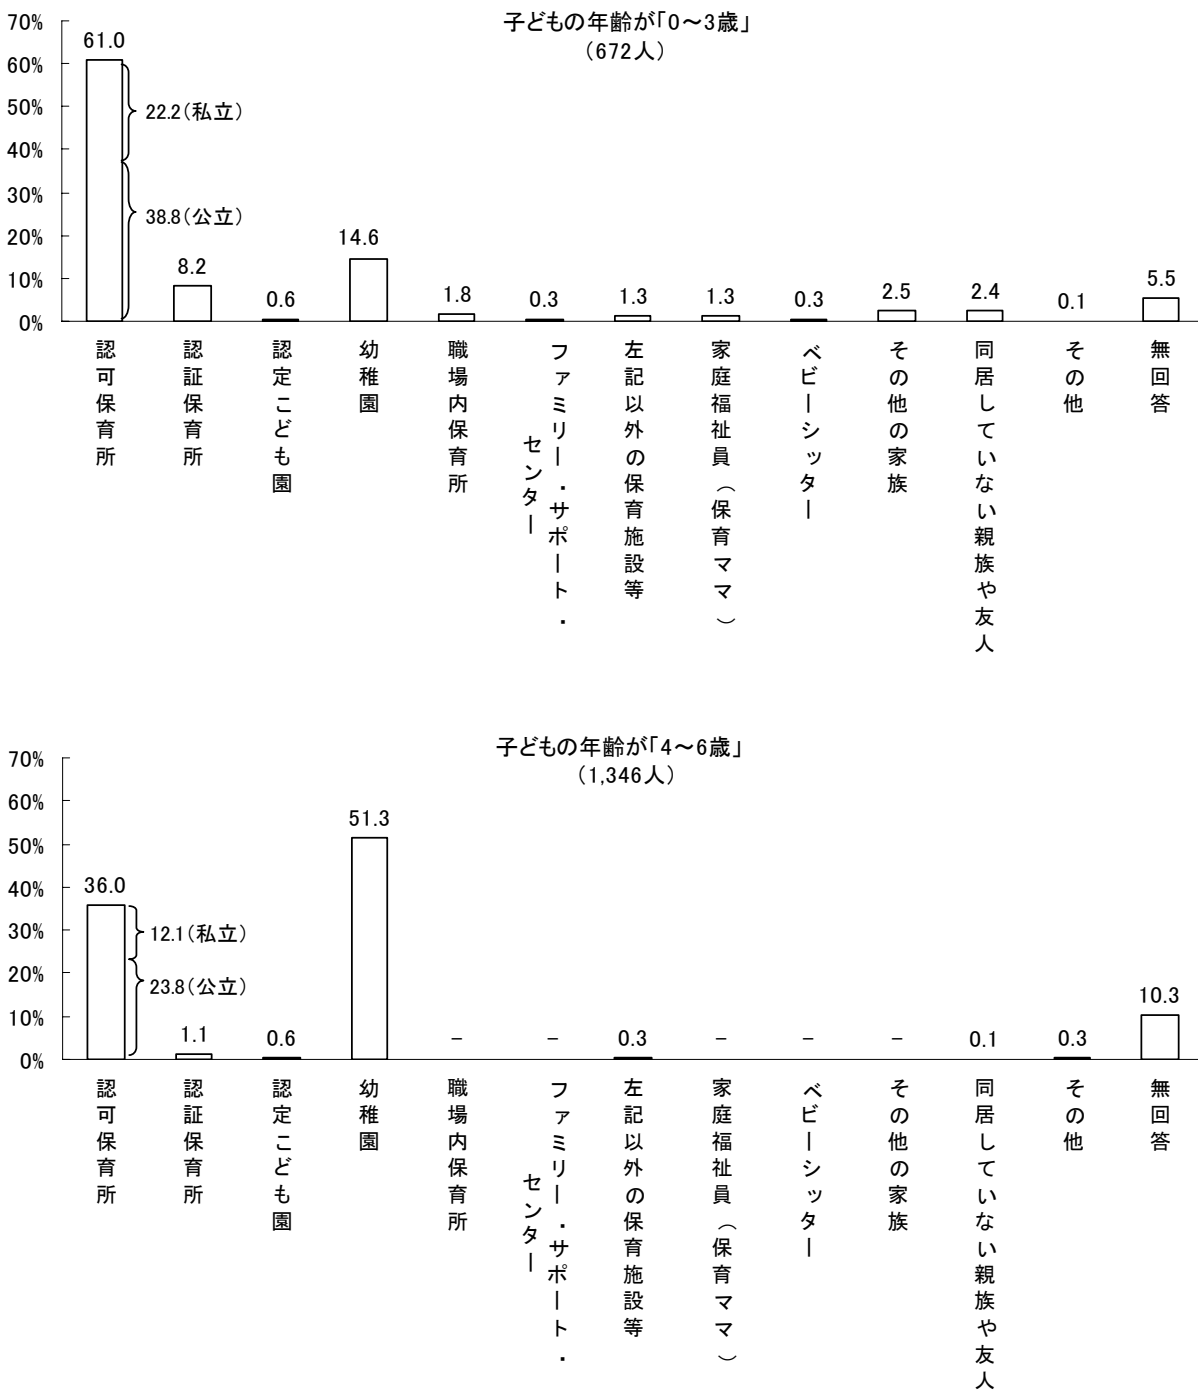 子どもの年齢が「0～3歳」
（672人）
70%
60%
50%
40%
30%
20%
10%
0%
61.0
22.2（私立）
38.8（公立）
8.2
0.6
14.6
1.8
0.3
1.3
1.3
0.3
2.5
2.4
0.1
5.5
認可保育所
認証保育所
認定こども園
幼稚園
職場内保育所
ファミリー・サポート・
センター
左記以外の保育施設等
家庭福祉員（保育ママ）
ベビーシッター
その他の家族
同居していない親族や友人
その他
無回答
子どもの年齢が「4～6歳」
（1,346人）
70%
60%
50%
40%
30%
20%
10%
0%
36.0
12.1（私立）
23.8（公立）
1.1
0.6
51.3
－
－
0.3
－
－
－
0.1
0.3
10.3
認可保育所
認証保育所
認定こども園
幼稚園
職場内保育所
ファミリー・サポート・
センター
左記以外の保育施設等
家庭福祉員（保育ママ）
ベビーシッター
その他の家族
同居していない親族や友人
その他
無回答